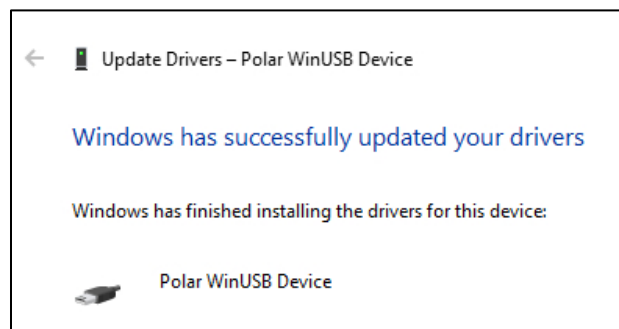 Update Drivers – Polar WinUSB Device
Windows has successfully updated your drivers
Windows has finished installing the drivers for this device:
Polar WinUSB Device